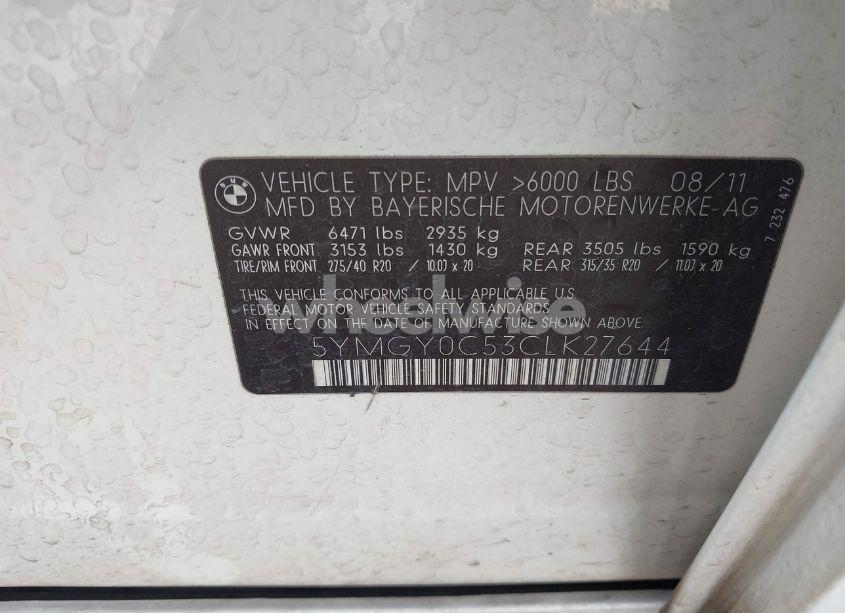 BMW
VEHICLE TYPE: MPV >6000 LBS 08/11
MFD BY BAYERISCHE MOTORENWERKE-AG
GVWR 6471 lbs 2935 kg
GAWR FRONT 3153 lbs 1430 kg REAR 3505 lbs 1590 kg
TIRE/RIM FRONT 275/40 R20 / 10.0J x 20 REAR 315/35 R20 / 11.0J x 20
THIS VEHICLE CONFORMS TO ALL APPLICABLE U.S.
FEDERAL MOTOR VEHICLE SAFETY STANDARDS
IN EFFECT ON THE DATE OF MANUFACTURE SHOWN ABOVE.
5YMGY0C53CLK27644
7 232 476
wheelwise